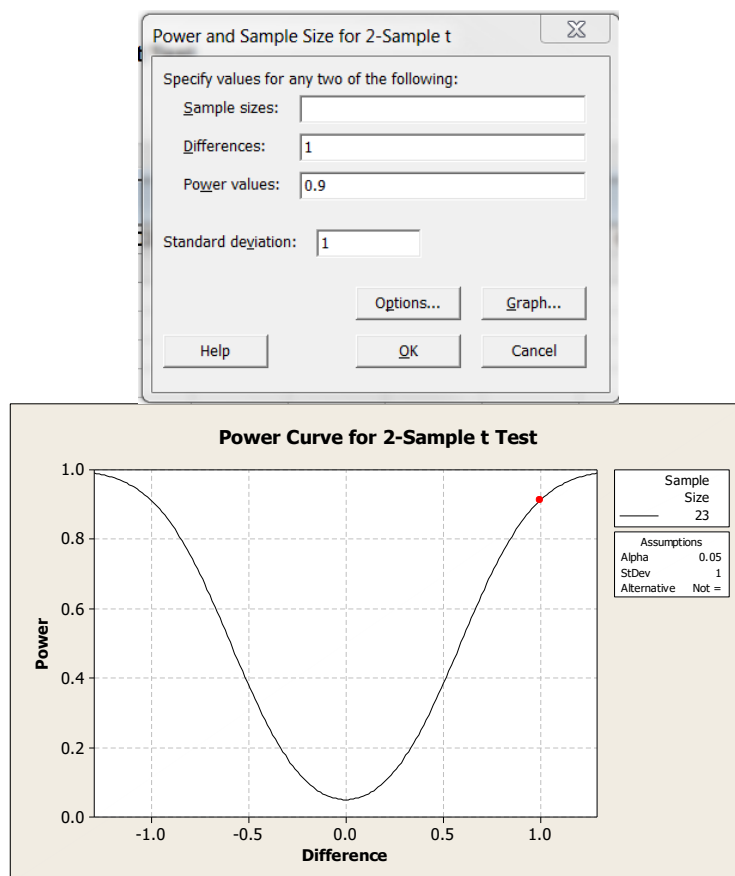 Power and Sample Size for 2-Sample t
Specify values for any two of the following:
Sample sizes:
Differences: 1
Power values: 0.9
Standard deviation: 1
Options... Graph...
Help OK Cancel
Power Curve for 2-Sample t Test
1.0
0.8
0.6
0.4
0.2
0.0
Power
-1.0 -0.5 0.0 0.5 1.0
Difference
Sample
Size
23
Assumptions
Alpha 0.05
StDev 1
Alternative Not =